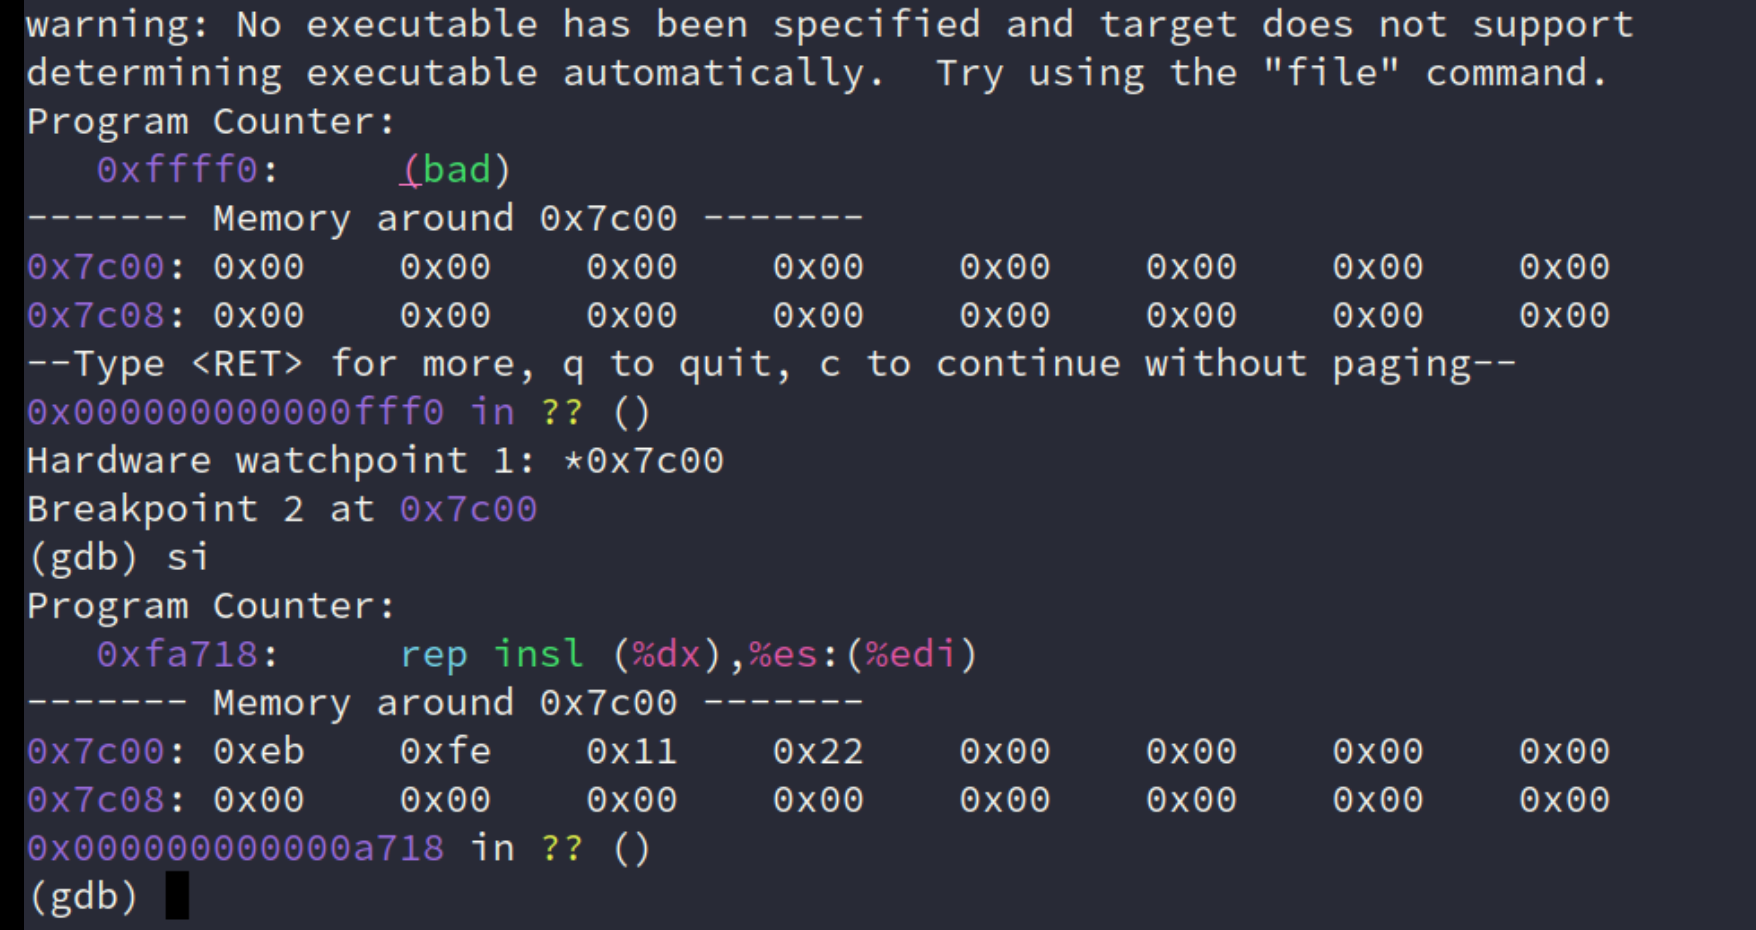 warning: No executable has been specified and target does not support
determining executable automatically.  Try using the "file" command.
Program Counter:
   0xffff0:     (bad)
------- Memory around 0x7c00 -------
0x7c00: 0x00    0x00    0x00    0x00    0x00    0x00    0x00    0x00
0x7c08: 0x00    0x00    0x00    0x00    0x00    0x00    0x00    0x00
--Type <RET> for more, q to quit, c to continue without paging--
0x000000000000fff0 in ?? ()
Hardware watchpoint 1: *0x7c00
Breakpoint 2 at 0x7c00
(gdb) si
Program Counter:
   0xfa718:     rep insl (%dx),%es:(%edi)
------- Memory around 0x7c00 -------
0x7c00: 0xeb    0xfe    0x11    0x22    0x00    0x00    0x00    0x00
0x7c08: 0x00    0x00    0x00    0x00    0x00    0x00    0x00    0x00
0x000000000000a718 in ?? ()
(gdb)